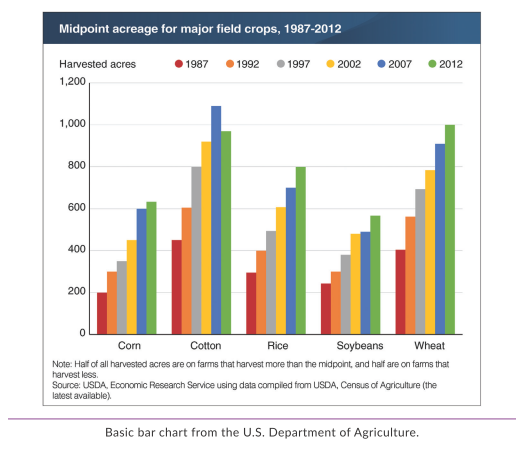 Midpoint acreage for major field crops, 1987-2012
Harvested acres 1987 1992 1997 2002 2007 2012
1,200
1,000
800
600
400
200
0
Corn Cotton Rice Soybeans Wheat
Note: Half of all harvested acres are on farms that harvest more than the midpoint, and half are on farms that
harvest less.
Source: USDA, Economic Research Service using data compiled from USDA, Census of Agriculture (the
latest available).
Basic bar chart from the U.S. Department of Agriculture.